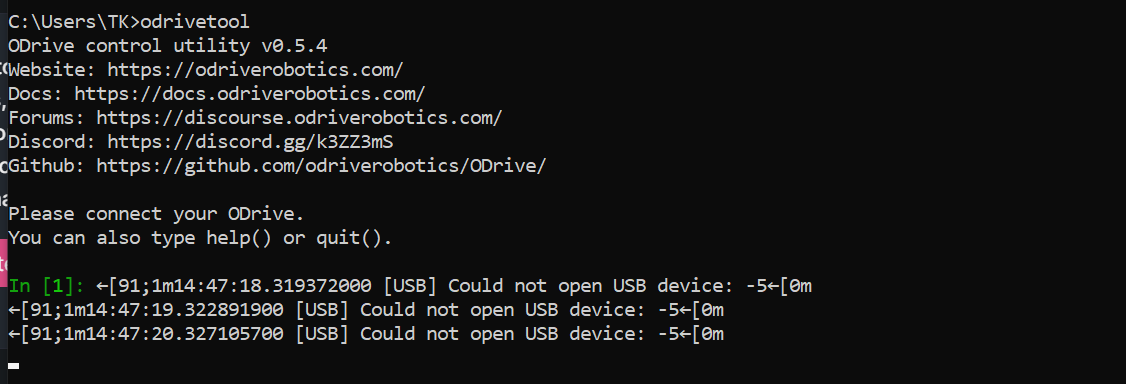 C:\Users\TK>odrivetool
ODrive control utility v0.5.4
Website: https://odriverobotics.com/
Docs: https://docs.odriverobotics.com/
Forums: https://discourse.odriverobotics.com/
Discord: https://discord.gg/k3ZZ3mS
Github: https://github.com/odriverobotics/ODrive/
Please connect your ODrive.
You can also type help() or quit().
In [1]: ←[91;1m14:47:18.319372000 [USB] Could not open USB device: -5←[0m
←[91;1m14:47:19.322891900 [USB] Could not open USB device: -5←[0m
←[91;1m14:47:20.327105700 [USB] Could not open USB device: -5←[0m